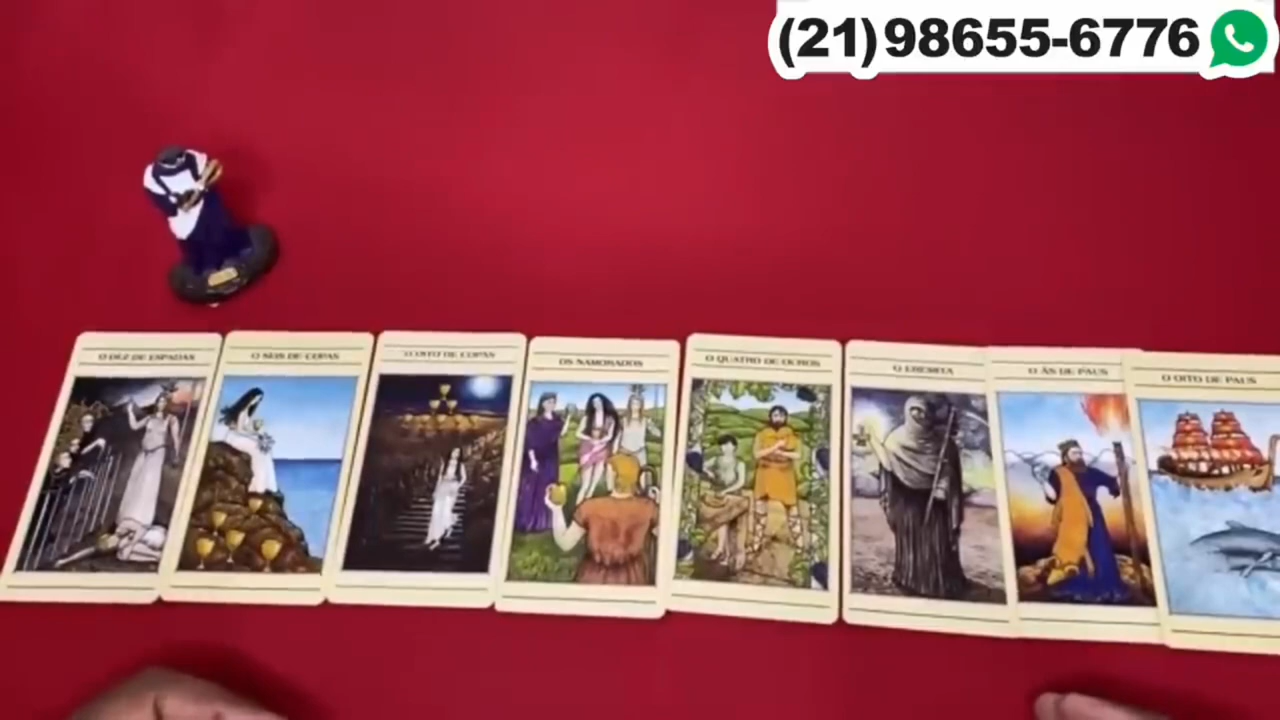 (21)98655-6776
O DEZ DE ESPADAS
O SEIS DE COPAS
O OITO DE COPAS
OS NAMORADOS
O QUATRO DE OUROS
O EREMITA
O ÁS DE PAUS
O OITO DE PAUS